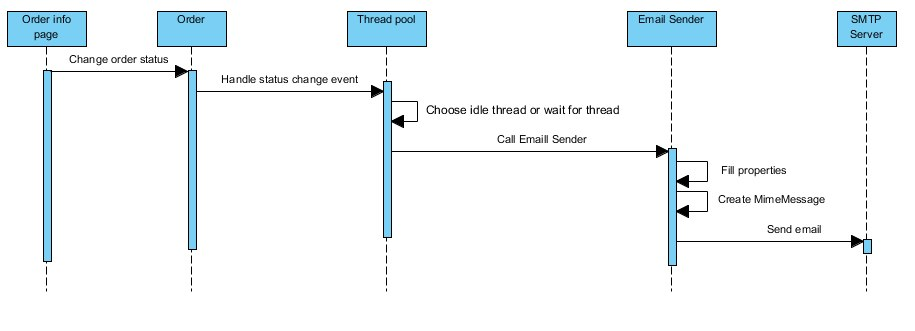 Order info
page
Order
Thread pool
Email Sender
SMTP
Server
Change order status
Handle status change event
Choose idle thread or wait for thread
Call Emaill Sender
Fill properties
Create MimeMessage
Send email